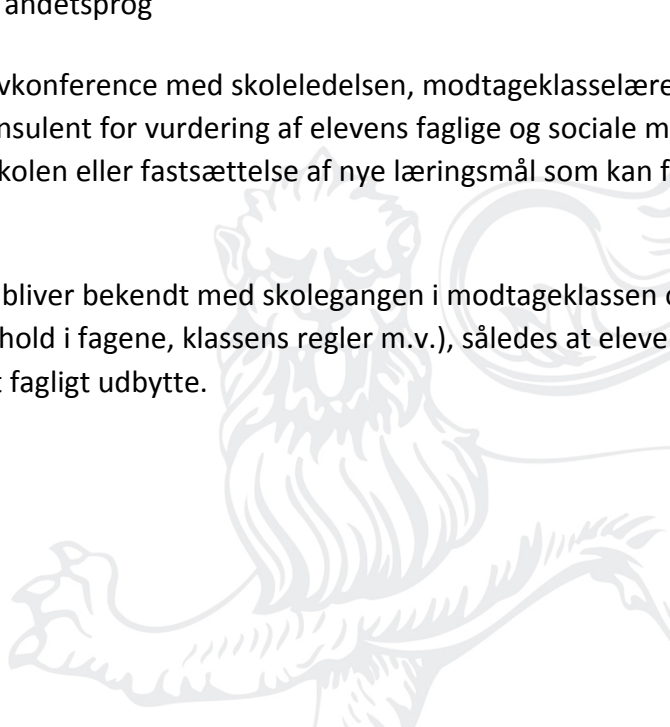 andetsprog
vkonference med skoleledelsen, modtageklasselære
nsulent for vurdering af elevens faglige og sociale m
kolen eller fastsættelse af nye læringsmål som kan f
bliver bekendt med skolegangen i modtageklassen o
hold i fagene, klassens regler m.v.), således at eleve
t fagligt udbytte.